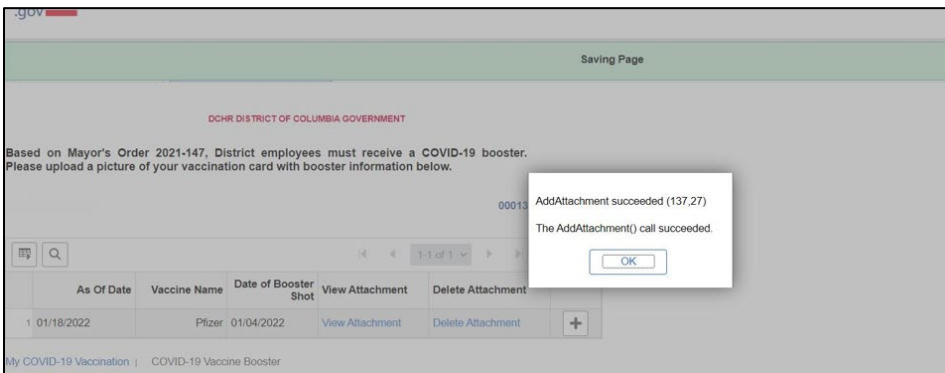 .gov
Saving Page
DCHR DISTRICT OF COLUMBIA GOVERNMENT
Based on Mayor's Order 2021-147, District employees must receive a COVID-19 booster.
Please upload a picture of your vaccination card with booster information below.
00013
AddAttachment succeeded (137,27)
The AddAttachment() call succeeded.
OK
1-1 of 1
As Of Date Vaccine Name Date of Booster Shot View Attachment Delete Attachment
1 01/18/2022 Pfizer 01/04/2022 View Attachment Delete Attachment +
My COVID-19 Vaccination | COVID-19 Vaccine Booster